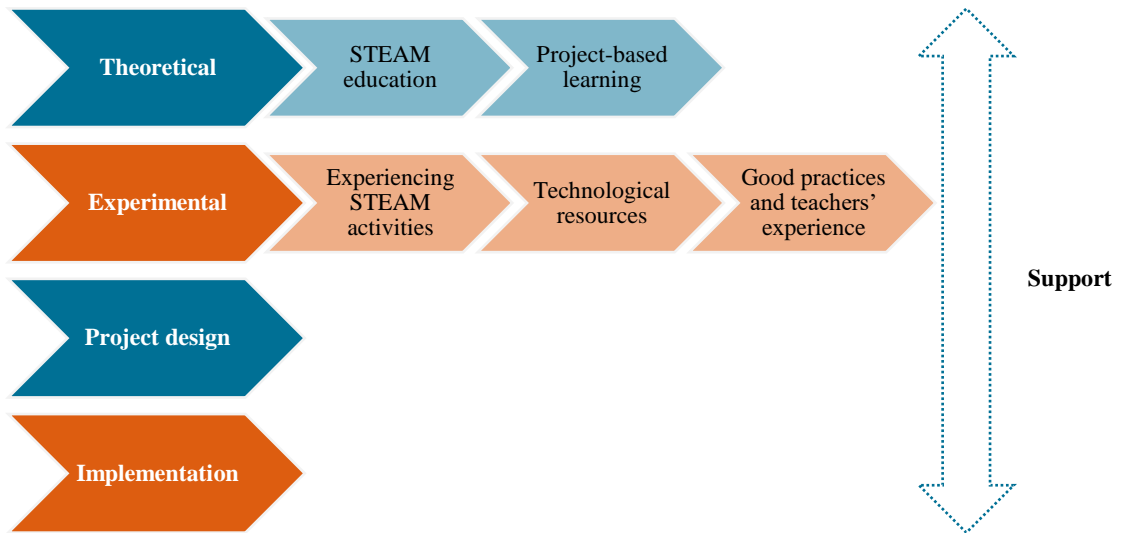 Theoretical
STEAM
education
Project-based
learning
Experimental
Experiencing
STEAM
activities
Technological
resources
Good practices
and teachers’
experience
Project design
Implementation
Support